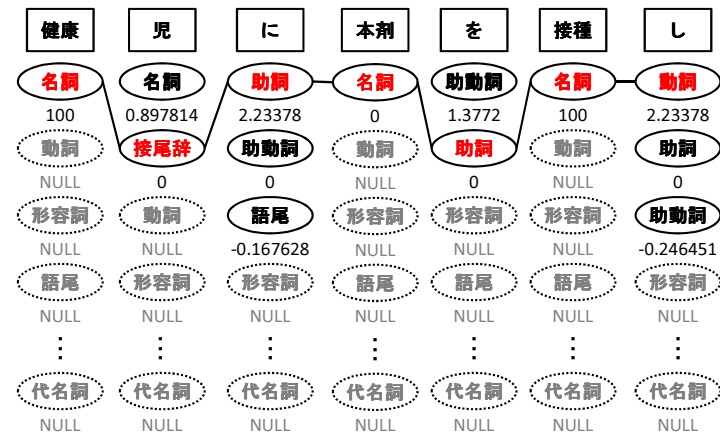 健康 児 に 本剤 を 接種 し
名詞 名詞 助詞 名詞 助動詞 名詞 動詞
100 0.897814 2.23378 0 1.3772 100 2.23378
動詞 接尾辞 助動詞 動詞 助詞 動詞 助詞
NULL 0 0 NULL 0 NULL 0
形容詞 動詞 語尾 形容詞 形容詞 形容詞 助動詞
NULL NULL -0.167628 NULL NULL NULL -0.246451
語尾 形容詞 形容詞 語尾 語尾 語尾 形容詞
NULL NULL NULL NULL NULL NULL NULL
⋮ ⋮ ⋮ ⋮ ⋮ ⋮ ⋮
代名詞 代名詞 代名詞 代名詞 代名詞 代名詞 代名詞
NULL NULL NULL NULL NULL NULL NULL